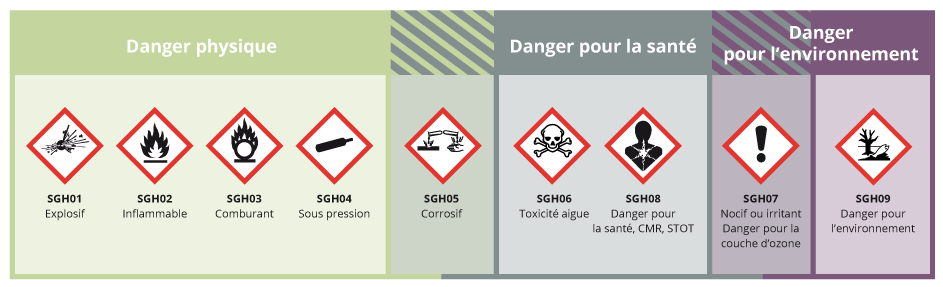 Danger physique
Danger pour la santé
Danger
pour l’environnement
SGH01
Explosif
SGH02
Inflammable
SGH03
Comburant
SGH04
Sous pression
SGH05
Corrosif
SGH06
Toxicité aigue
SGH08
Danger pour
la santé, CMR, STOT
SGH07
Nocif ou irritant
Danger pour la
couche d’ozone
SGH09
Danger pour
l’environnement